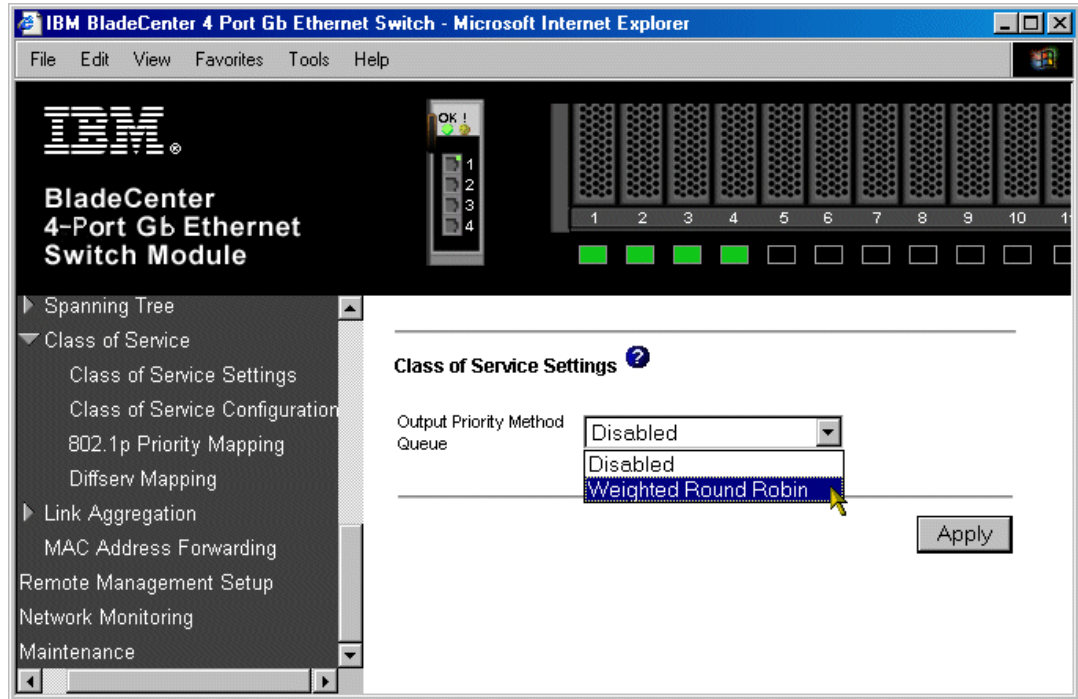 IBM BladeCenter 4 Port Gb Ethernet Switch - Microsoft Internet Explorer
File Edit View Favorites Tools Help
IBM®
BladeCenter
4-Port Gb Ethernet
Switch Module
OK !
1
2
3
4
1 2 3 4 5 6 7 8 9 10
Spanning Tree
Class of Service
Class of Service Settings
Class of Service Configuration
802.1p Priority Mapping
Diffserv Mapping
Link Aggregation
MAC Address Forwarding
Remote Management Setup
Network Monitoring
Maintenance
Class of Service Settings ?
Output Priority Method
Queue
Disabled
Disabled
Weighted Round Robin
Apply